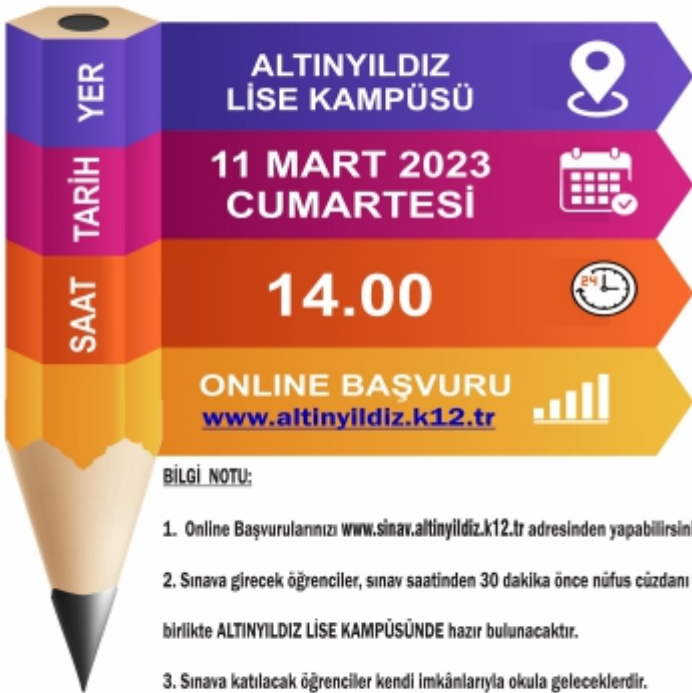 YER
ALTINYILDIZ
LİSE KAMPÜSÜ
TARİH
11 MART 2023
CUMARTESİ
SAAT
14.00
24
ONLINE BAŞVURU
www.altinyildiz.k12.tr
BİLGİ NOTU:
1. Online Başvurularınızı www.sinav.altinyildiz.k12.tr adresinden
2. Sınava girecek öğrenciler, sınav saatinden 30 dakika önce nüfus cüzdanı
birlikte ALTINYILDIZ LİSE KAMPÜSÜNDE hazır bulunacaktır.
3. Sınava katılacak öğrenciler kendi imkânlarıyla okula geleceklerdir.